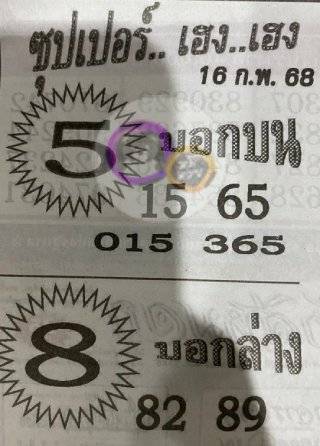 ซุปเปอร์.. เฮง..เฮง
16 ก.พ. 68
5 บอกบน
15 65
015 365
8 บอกล่าง
82 89